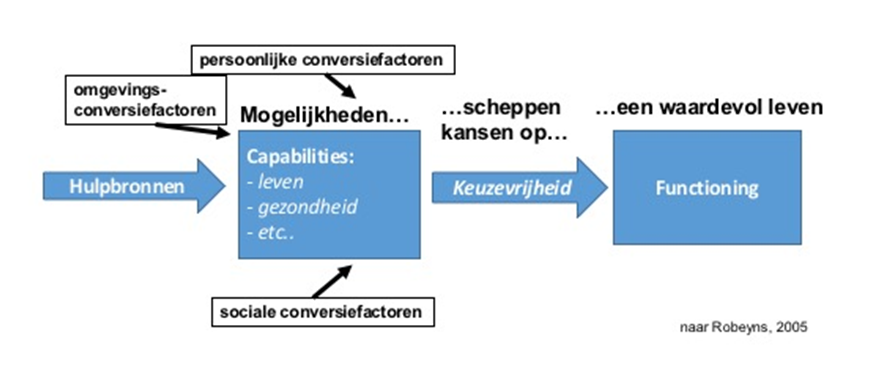 persoonlijke conversiefactoren
omgevings-
conversiefactoren
Mogelijkheden...
...scheppen
kansen op...
...een waardevol leven
Hulpbronnen
Capabilities:
- leven
- gezondheid
- etc..
Keuzevrijheid
Functioning
sociale conversiefactoren
naar Robeyns, 2005